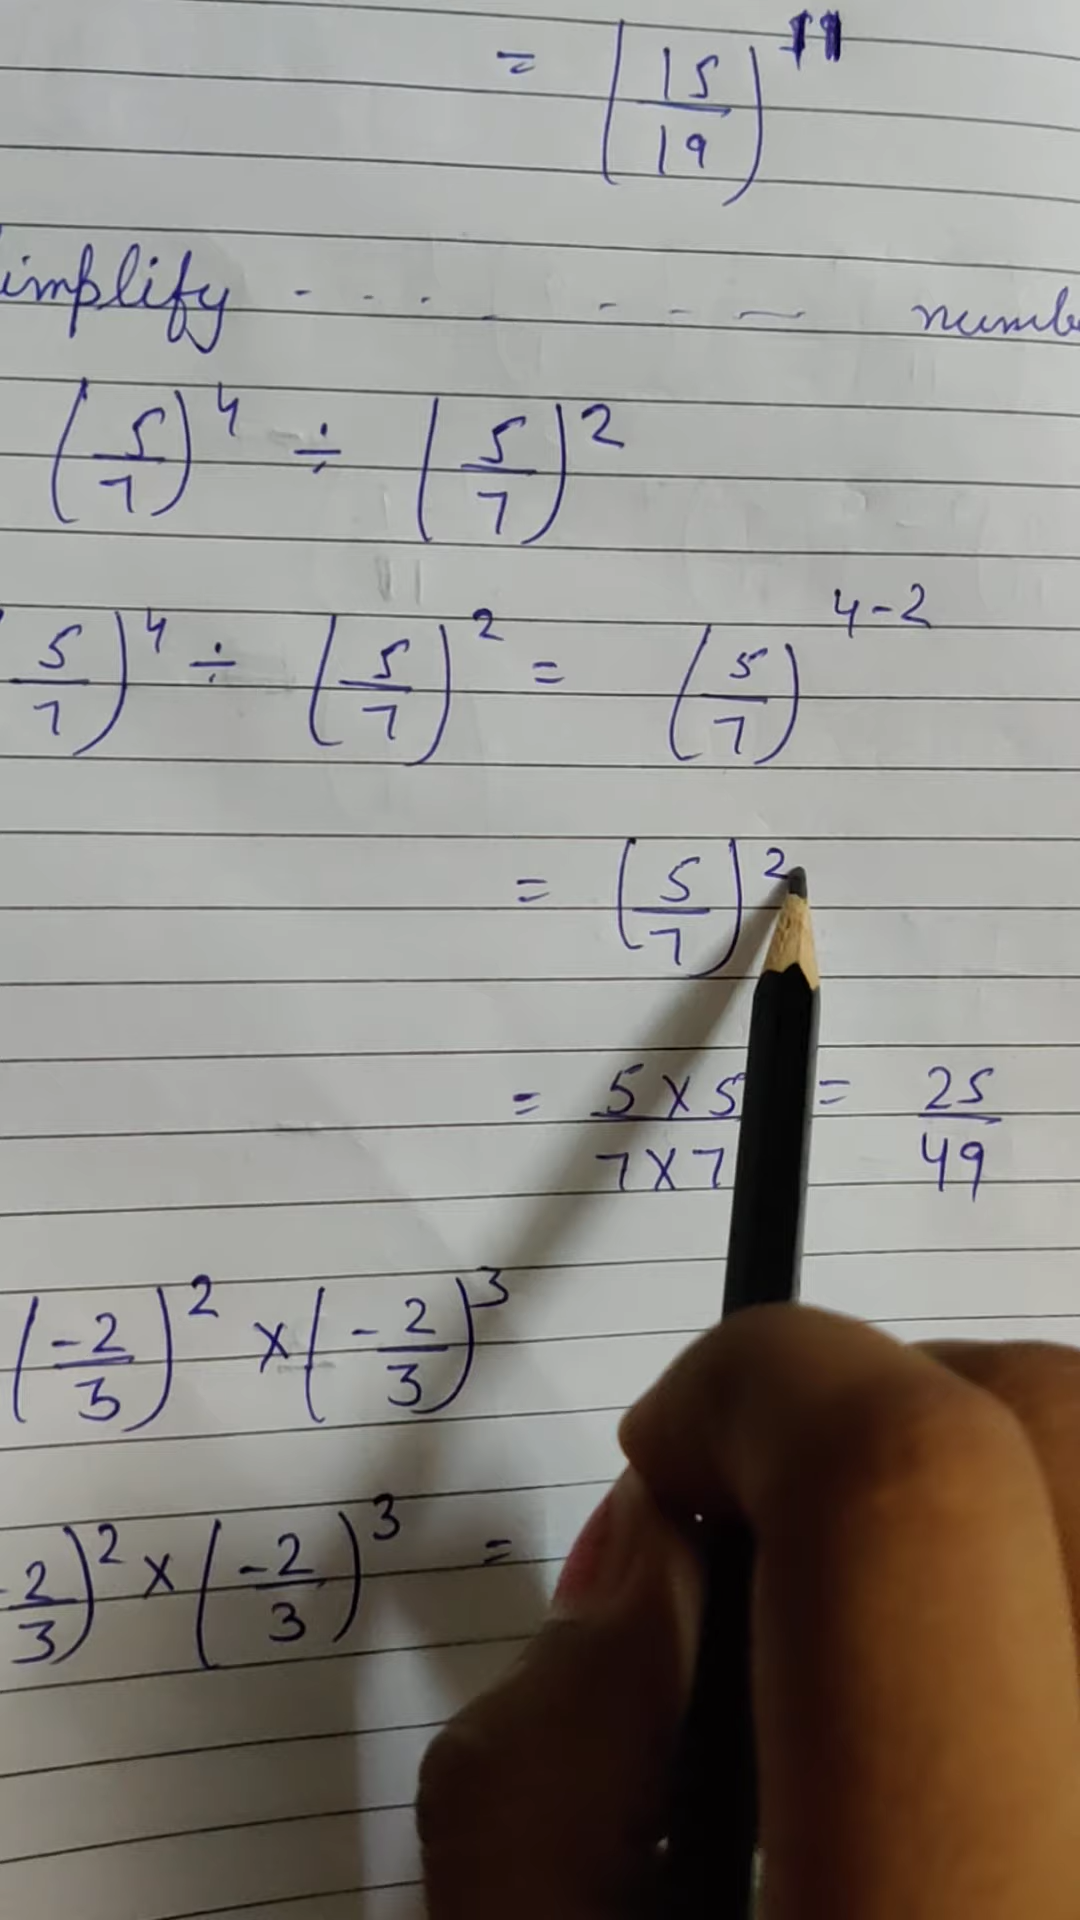 = (15/19)^11
implify - - - - - - numb
(5/7)^4 ÷ (5/7)^2
5/7)^4 ÷ (5/7)^2 = (5/7)^4-2
= (5/7)^2
= 5×5/7×7 = 25/49
(-2/3)^2 × (-2/3)^3
-2/3)^2 × (-2/3)^3 =